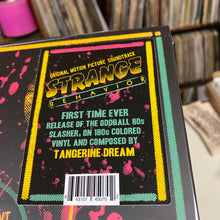 ORIGINAL MOTION PICTURE SOUNDTRACK
STRANGE
BEHAVIOR
FIRST TIME EVER
RELEASE OF THE ODDBALL 80s
SLASHER, ON 180G COLORED
VINYL AND COMPOSED BY
TANGERINE DREAM